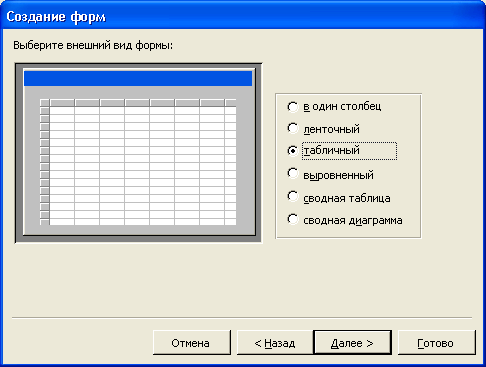 Создание форм
Выберите внешний вид формы:
в один столбец
ленточный
табличный
выровненный
сводная таблица
сводная диаграмма
Отмена
< Назад
Далее >
Готово